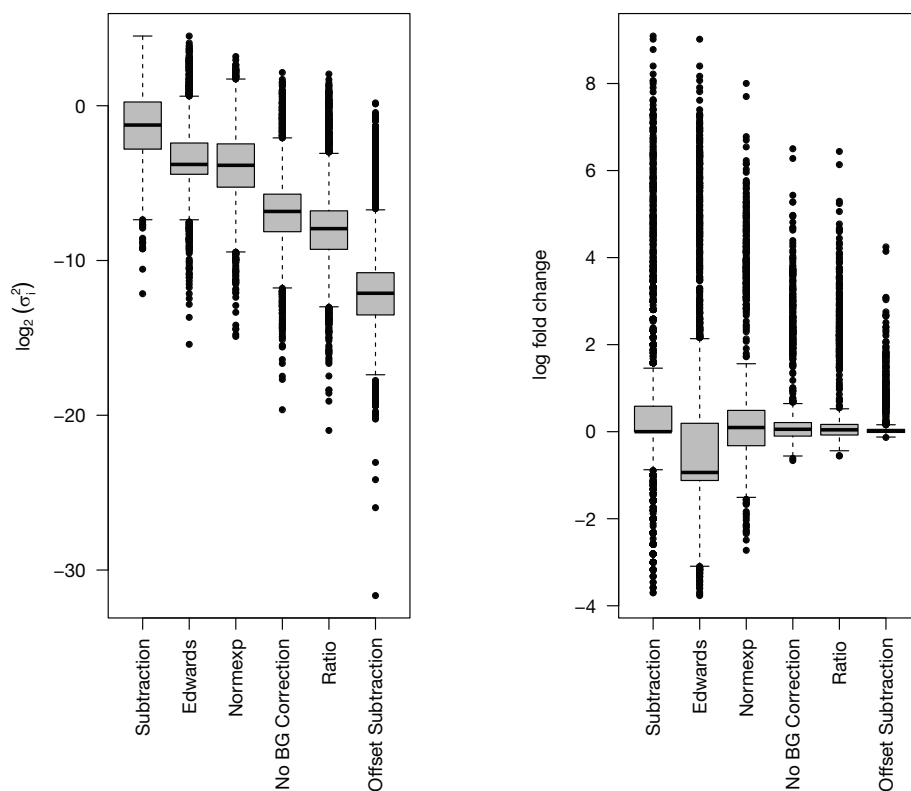 log₂ (σᵢ²)
0
−10
−20
−30
Subtraction
Edwards
Normexp
No BG Correction
Ratio
Offset Subtraction
log fold change
8
6
4
2
0
−2
−4
Subtraction
Edwards
Normexp
No BG Correction
Ratio
Offset Subtraction